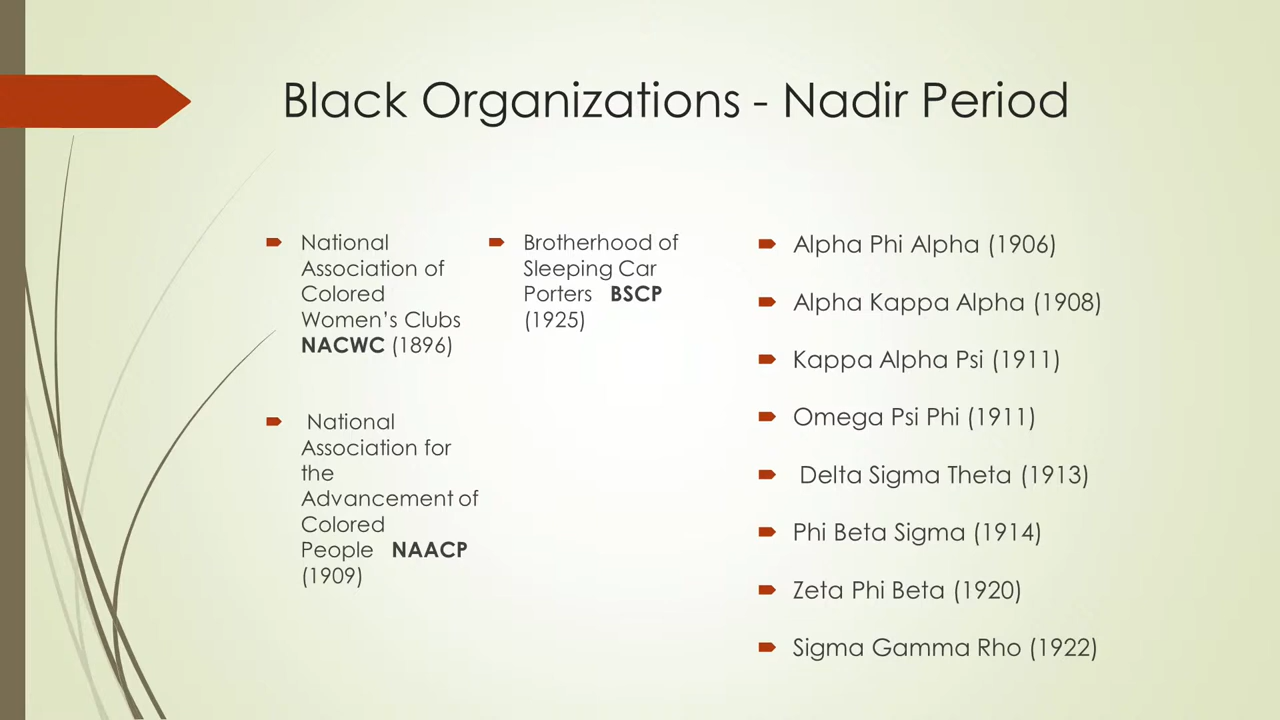 Black Organizations - Nadir Period
National
Association of
Colored
Women's Clubs
NACWC (1896)
National
Association for
the
Advancement of
Colored
People NAACP
(1909)
Brotherhood of
Sleeping Car
Porters BSCP
(1925)
Alpha Phi Alpha (1906)
Alpha Kappa Alpha (1908)
Kappa Alpha Psi (1911)
Omega Psi Phi (1911)
Delta Sigma Theta (1913)
Phi Beta Sigma (1914)
Zeta Phi Beta (1920)
Sigma Gamma Rho (1922)